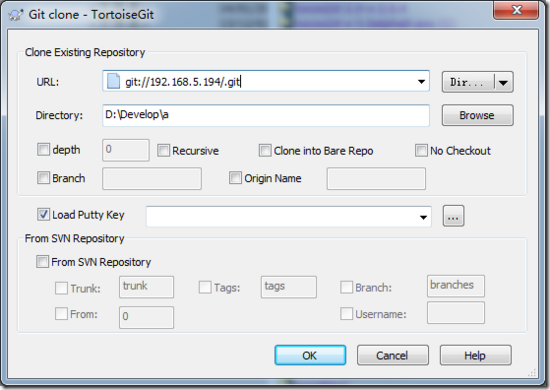 Git clone - TortoiseGit
Clone Existing Repository
URL: git://192.168.5.194/.git Dir...
Directory: D:\Develop\a Browse
depth 0 Recursive Clone into Bare Repo No Checkout
Branch Origin Name
Load Putty Key ...
From SVN Repository
From SVN Repository
Trunk: trunk Tags: tags Branch: branches
From: 0 Username:
OK Cancel Help